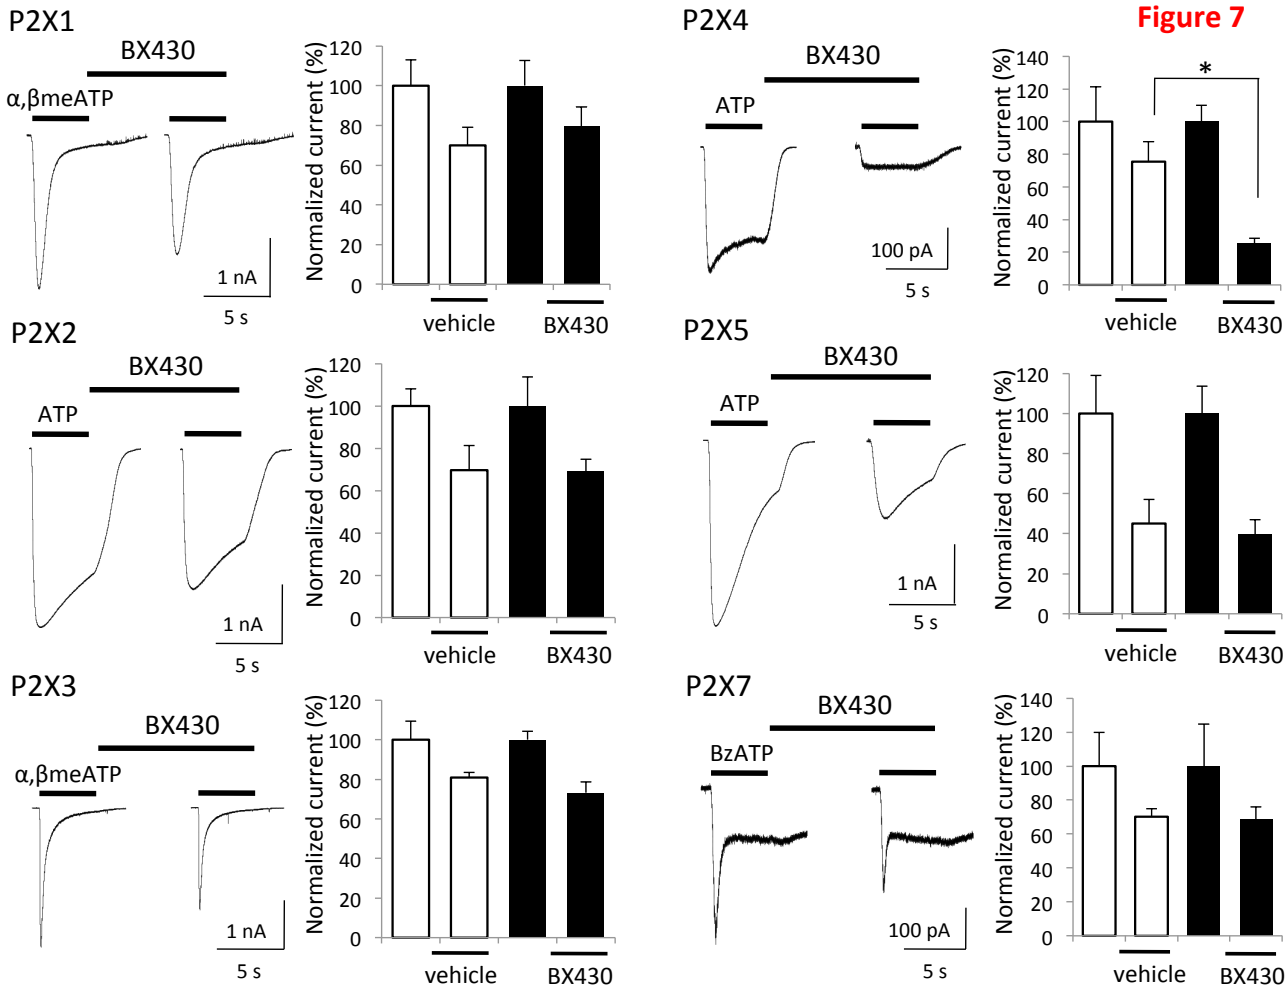 Figure 7
P2X1
BX430
α,βmeATP
1 nA
5 s
Normalized current (%)
120
100
80
60
40
20
0
vehicle
BX430
P2X4
BX430
ATP
100 pA
5 s
Normalized current (%)
140
120
100
80
60
40
20
0
*
vehicle
BX430
P2X2
BX430
ATP
1 nA
5 s
Normalized current (%)
120
100
80
60
40
20
0
vehicle
BX430
P2X5
BX430
ATP
1 nA
5 s
Normalized current (%)
120
100
80
60
40
20
0
vehicle
BX430
P2X3
BX430
α,βmeATP
1 nA
5 s
Normalized current (%)
120
100
80
60
40
20
0
vehicle
BX430
P2X7
BX430
BzATP
100 pA
5 s
Normalized current (%)
140
120
100
80
60
40
20
0
vehicle
BX430